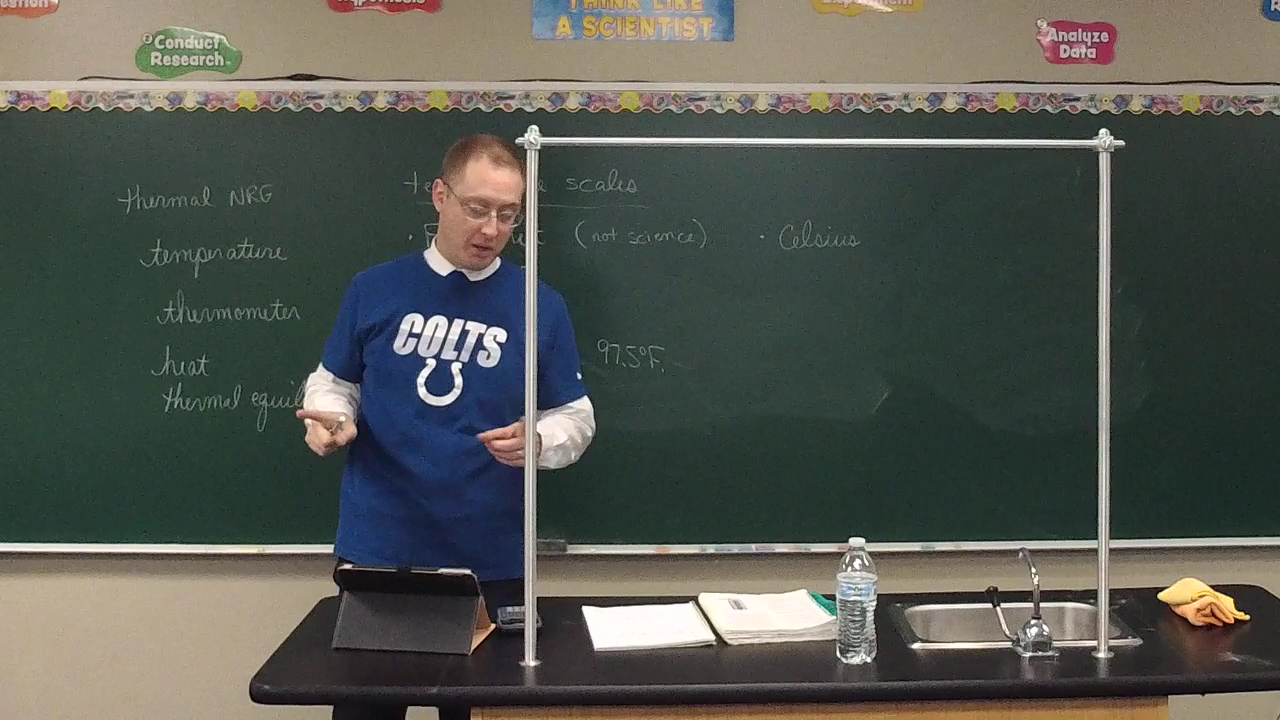 THINK LIKE
A SCIENTIST
Conduct
Research
Analyze
Data
thermal NRG
scales
(not science)
· Celsius
temperature
thermometer
97.5°F.
heat
thermal
COLTS